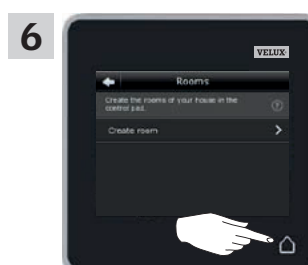 6
VELUX
Rooms
Create the rooms of your house in the
control pad.
?
Create room